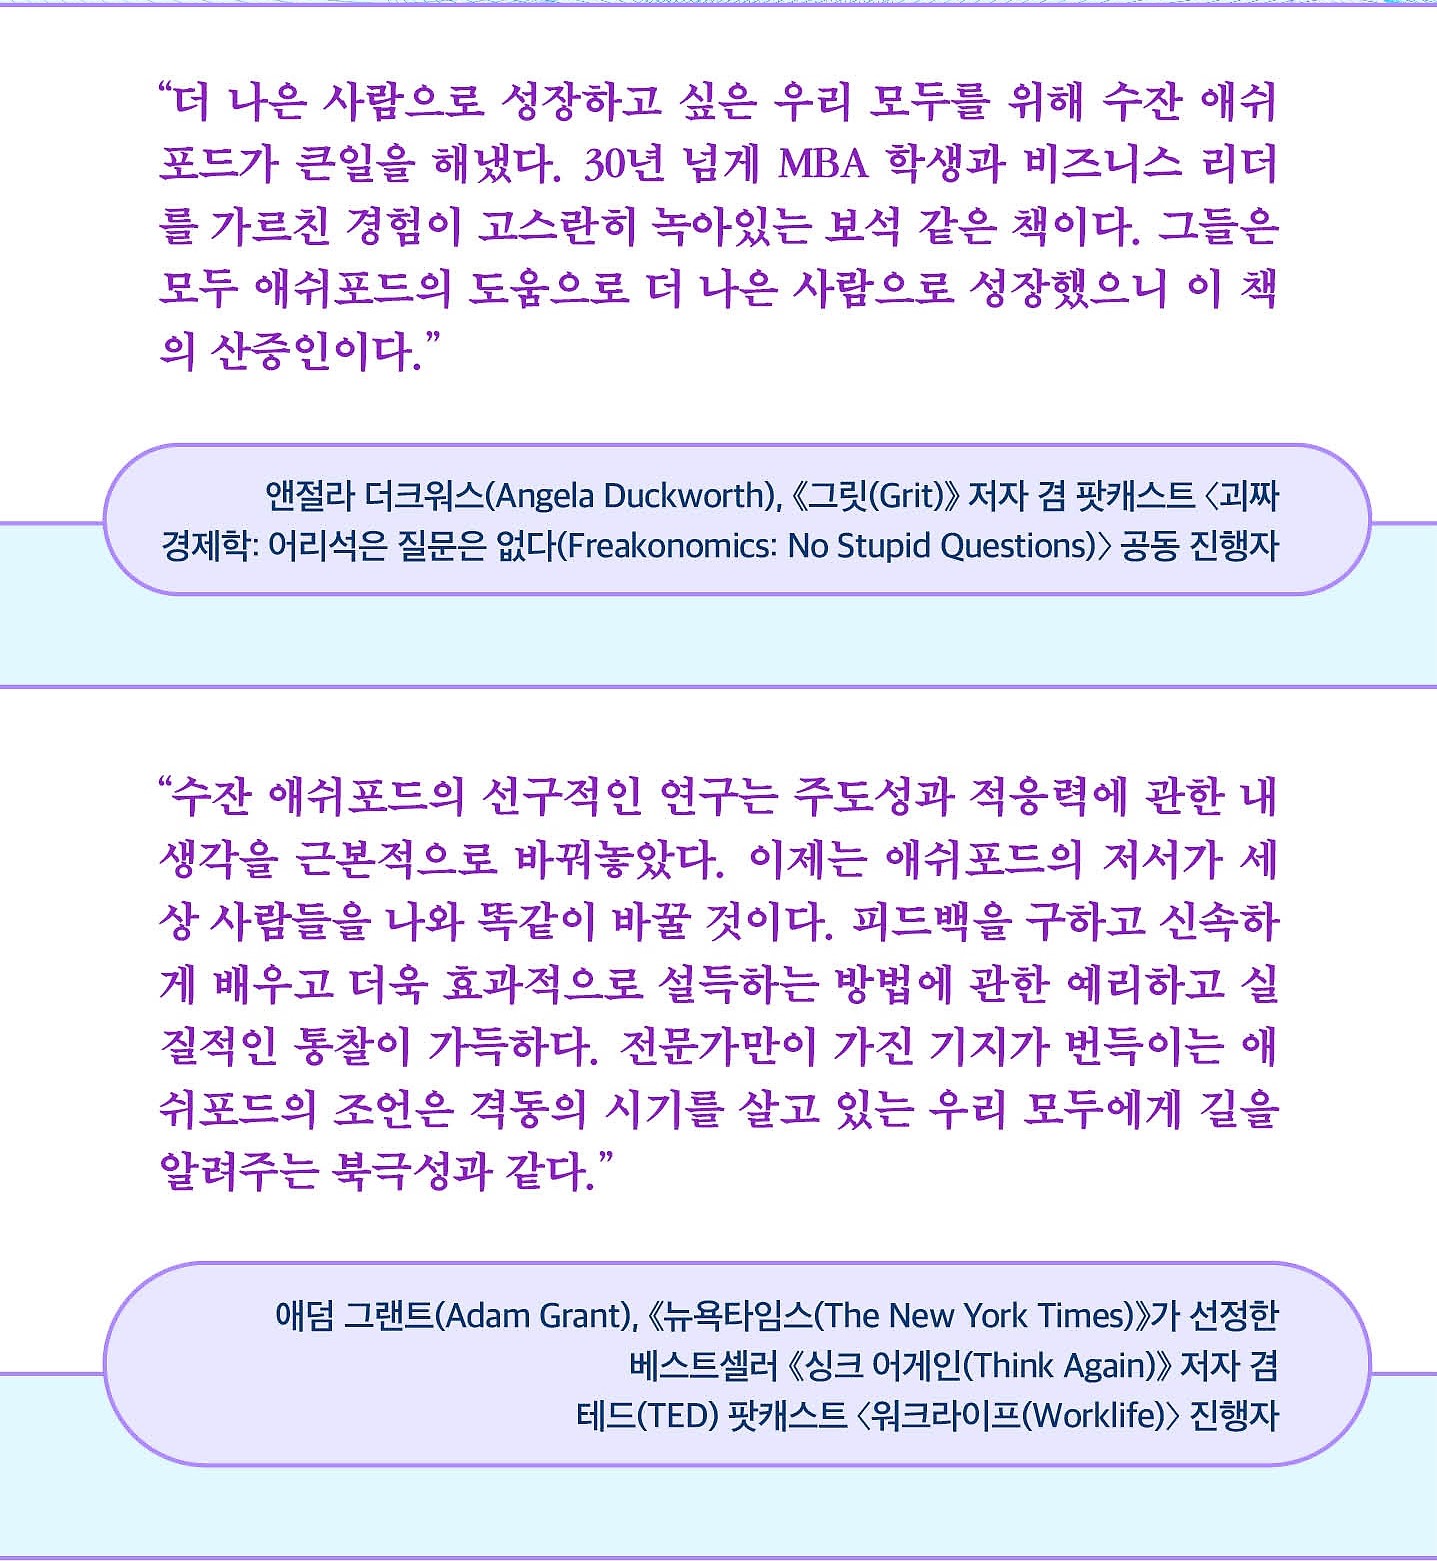 “더 나은 사람으로 성장하고 싶은 우리 모두를 위해 수잔 애쉬
포드가 큰일을 해냈다. 30년 넘게 MBA 학생과 비즈니스 리더
를 가르친 경험이 고스란히 녹아있는 보석 같은 책이다. 그들은
모두 애쉬포드의 도움으로 더 나은 사람으로 성장했으니 이 책
의 산증인이다.”
앤절라 더크워스(Angela Duckworth), 《그릿(Grit)》 저자 겸 팟캐스트 〈괴짜
경제학: 어리석은 질문은 없다(Freakonomics: No Stupid Questions)〉 공동 진행자
“수잔 애쉬포드의 선구적인 연구는 주도성과 적응력에 관한 내
생각을 근본적으로 바꿔놓았다. 이제는 애쉬포드의 저서가 세
상 사람들을 나와 똑같이 바꿀 것이다. 피드백을 구하고 신속하
게 배우고 더욱 효과적으로 설득하는 방법에 관한 예리하고 실
질적인 통찰이 가득하다. 전문가만이 가진 기지가 번득이는 애
쉬포드의 조언은 격동의 시기를 살고 있는 우리 모두에게 길을
알려주는 북극성과 같다.”
애덤 그랜트(Adam Grant), 《뉴욕타임스(The New York Times)》가 선정한
베스트셀러 《싱크 어게인(Think Again)》 저자 겸
테드(TED) 팟캐스트 〈워크라이프(Worklife)〉 진행자